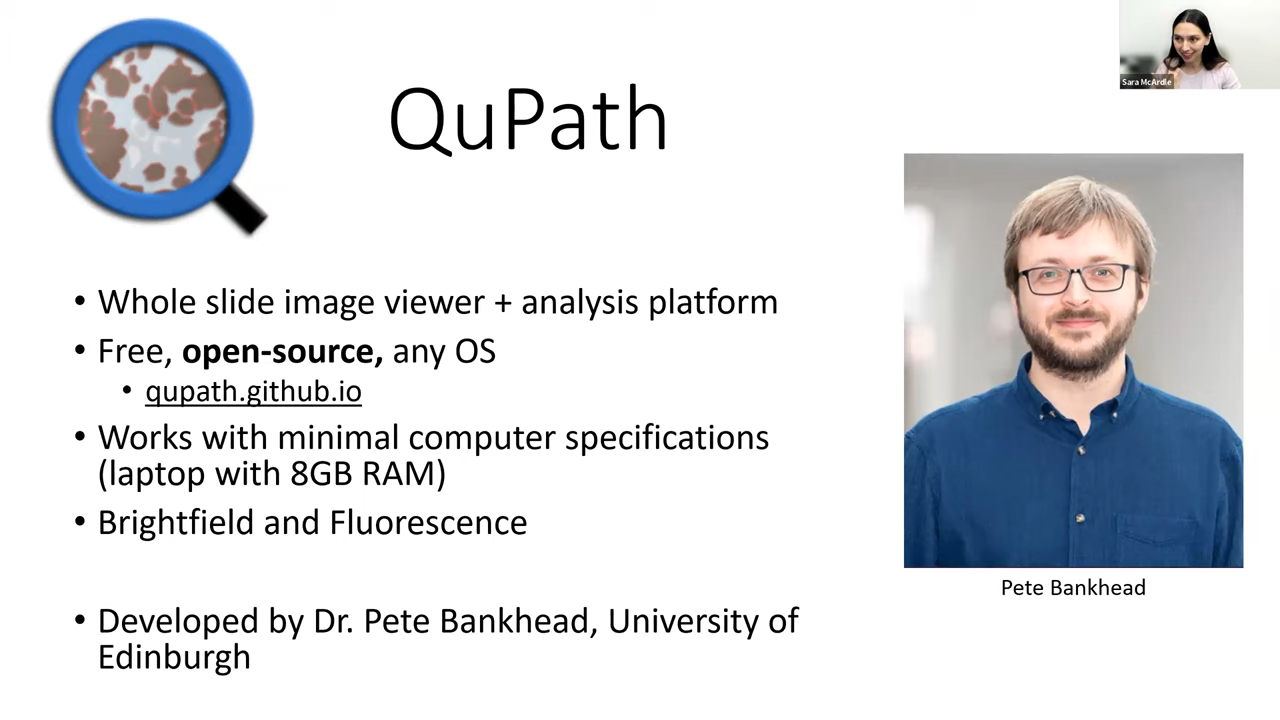 Sara McArdle
QuPath
• Whole slide image viewer + analysis platform
• Free, open-source, any OS
• qupath.github.io
• Works with minimal computer specifications
(laptop with 8GB RAM)
• Brightfield and Fluorescence
• Developed by Dr. Pete Bankhead, University of
Edinburgh
Pete Bankhead